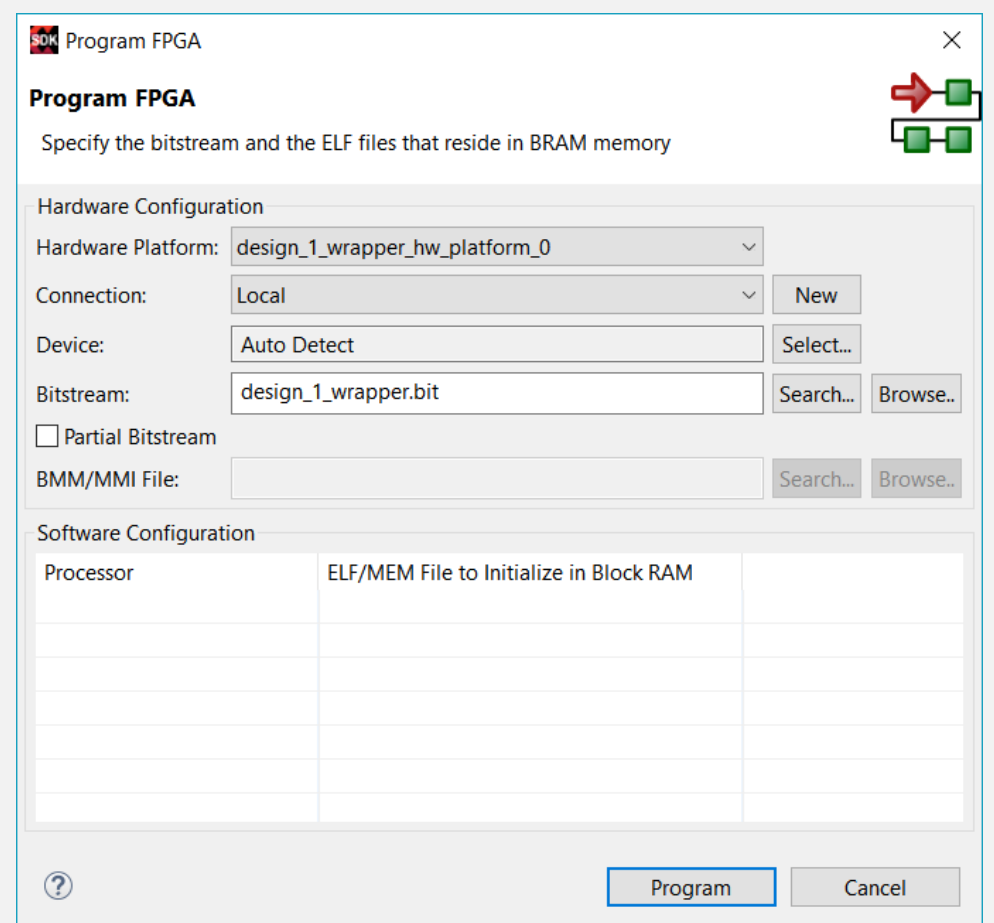 SDK Program FPGA
Program FPGA
Specify the bitstream and the ELF files that reside in BRAM memory
Hardware Configuration
Hardware Platform: design_1_wrapper_hw_platform_0
Connection: Local New
Device: Auto Detect Select...
Bitstream: design_1_wrapper.bit Search... Browse..
Partial Bitstream
BMM/MMI File: Search... Browse..
Software Configuration
Processor ELF/MEM File to Initialize in Block RAM
? Program Cancel